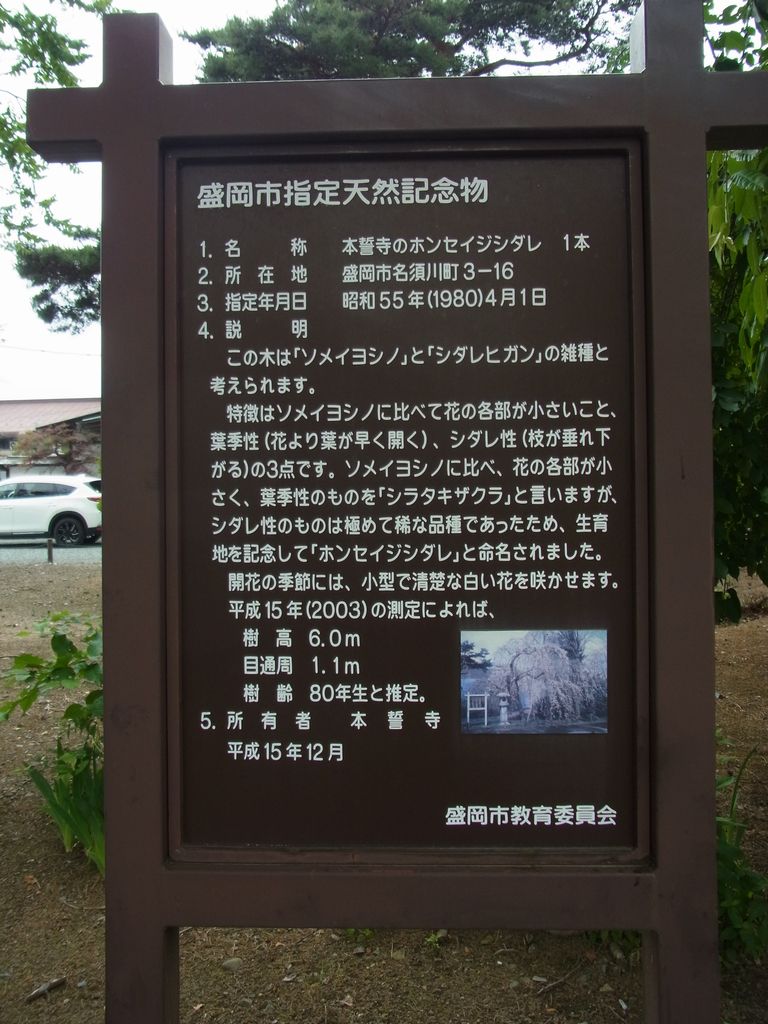 盛岡市指定天然記念物
1. 名 称 本誓寺のホンセイジシダレ 1本
2. 所 在 地 盛岡市名須川町3-16
3. 指定年月日 昭和55年(1980)4月1日
4. 説 明
この木は「ソメイヨシノ」と「シダレヒガン」の雑種と
考えられます。
特徴はソメイヨシノに比べて花の各部が小さいこと、
葉季性(花より葉が早く開く)、シダレ性(枝が垂れ下
がる)の3点です。ソメイヨシノに比べ、花の各部が小
さく、葉季性のものを「シラタキザクラ」と言いますが、
シダレ性のものは極めて稀な品種であったため、生育
地を記念して「ホンセイジシダレ」と命名されました。
開花の季節には、小型で清楚な白い花を咲かせます。
平成15年(2003)の測定によれば、
樹 高 6.0m
目通周 1.1m
樹 齢 80年生と推定。
5. 所 有 者 本 誓 寺
平成15年12月
盛岡市教育委員会